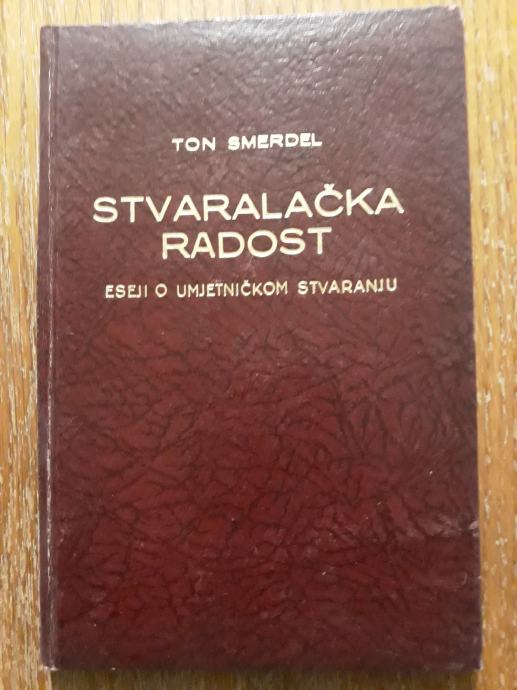 TON SMERDEL
STVARALAČKA
RADOST
ESEJI O UMJETNIČKOM STVARANJU